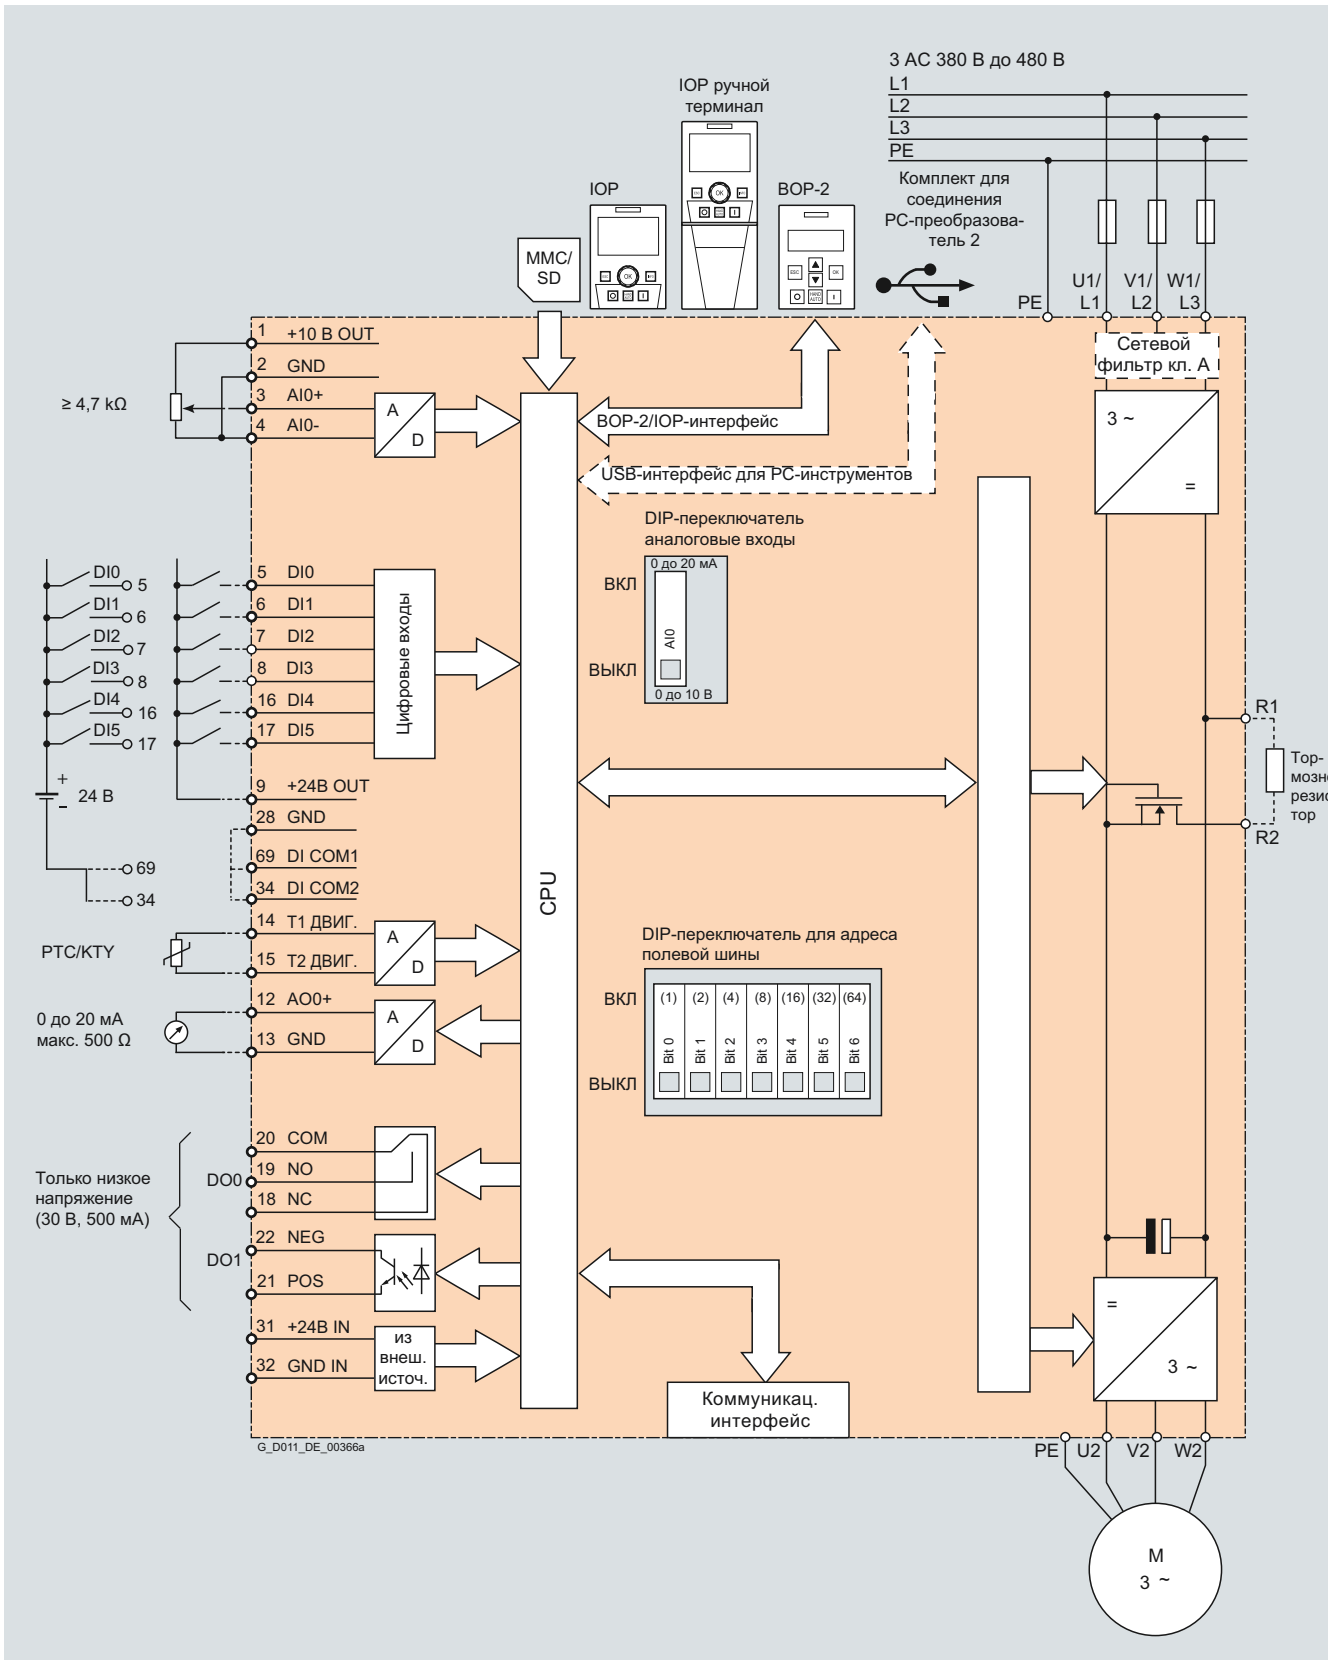 3 AC 380 В до 480 В
L1
L2
L3
PE
IOP ручной
терминал
IOP
BOP-2
Комплект для
соединения
PC-преобразова-
тель 2
MMC/
SD
ESC
OK
INFO
HAND
AUTO
PE
U1/
L1
V1/
L2
W1/
L3
Сетевой
фильтр кл. A
3 ~
=
≥ 4,7 kΩ
1 +10 В OUT
2 GND
3 AI0+
4 AI0-
A
D
BOP-2/IOP-интерфейс
USB-интерфейс для PC-инструментов
DIP-переключатель
аналоговые входы
0 до 20 мА
ВКЛ
AI0
ВЫКЛ
0 до 10 В
DI0 5
DI1 6
DI2 7
DI3 8
DI4 16
DI5 17
5 DI0
6 DI1
7 DI2
8 DI3
16 DI4
17 DI5
Цифровые входы
+
-
24 В
69
34
9 +24В OUT
28 GND
69 DI COM1
34 DI COM2
CPU
R1
R2
PTC/KTY
14 T1 ДВИГ.
15 T2 ДВИГ.
A
D
0 до 20 мА
макс. 500 Ω
12 AO0+
13 GND
A
D
DIP-переключатель для адреса
полевой шины
ВКЛ
(1) (2) (4) (8) (16) (32) (64)
Bit 0 Bit 1 Bit 2 Bit 3 Bit 4 Bit 5 Bit 6
ВЫКЛ
Только низкое
напряжение
(30 В, 500 мА)
DO0
20 COM
19 NO
18 NC
DO1
22 NEG
21 POS
31 +24В IN
32 GND IN
из
внеш.
источ.
Коммуникац.
интерфейс
=
3 ~
G_D011_DE_00366a
PE U2 V2 W2
M
3 ~
Тор-
тор